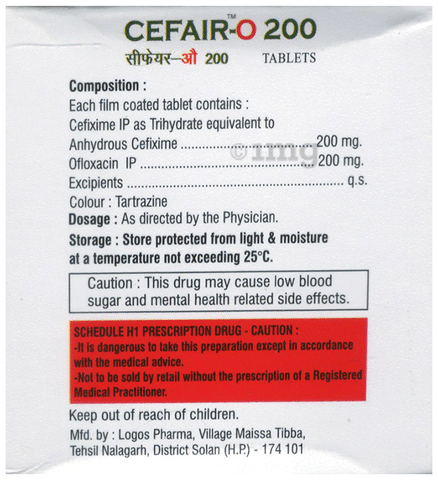 CEFAIR-O 200™
सीफेयर-औ 200 TABLETS
Composition :
Each film coated tablet contains :
Cefixime IP as Trihydrate equivalent to
Anhydrous Cefixime ..................................200 mg.
Ofloxacin IP .............................................200 mg.
Excipients ...................................................... q.s.
Colour : Tartrazine
Dosage : As directed by the Physician.
Storage : Store protected from light & moisture
at a temperature not exceeding 25°C.
Caution : This drug may cause low blood
sugar and mental health related side effects.
SCHEDULE H1 PRESCRIPTION DRUG - CAUTION :
-It is dangerous to take this preparation except in accordance
with the medical advice.
-Not to be sold by retail without the prescription of a Registered
Medical Practitioner.
Keep out of reach of children.
Mfd. by : Logos Pharma, Village Maissa Tibba,
Tehsil Nalagarh, District Solan (H.P.) - 174 101
© 1mg